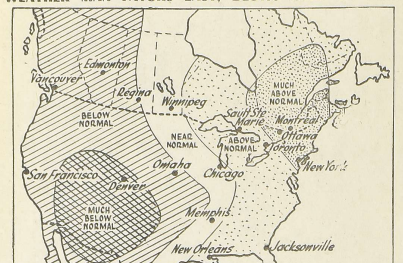 Edmonton
Vancouver
Regina
Winnipeg
BELOW
NORMAL
NEAR
NORMAL
Sault Ste
Marie
ABOVE
NORMAL
MUCH
ABOVE
NORMAL
Montreal
Ottawa
Toronto
New York
San Francisco
Denver
Omaha
Chicago
MUCH
BELOW
NORMAL
Memphis
New Orleans
Jacksonville